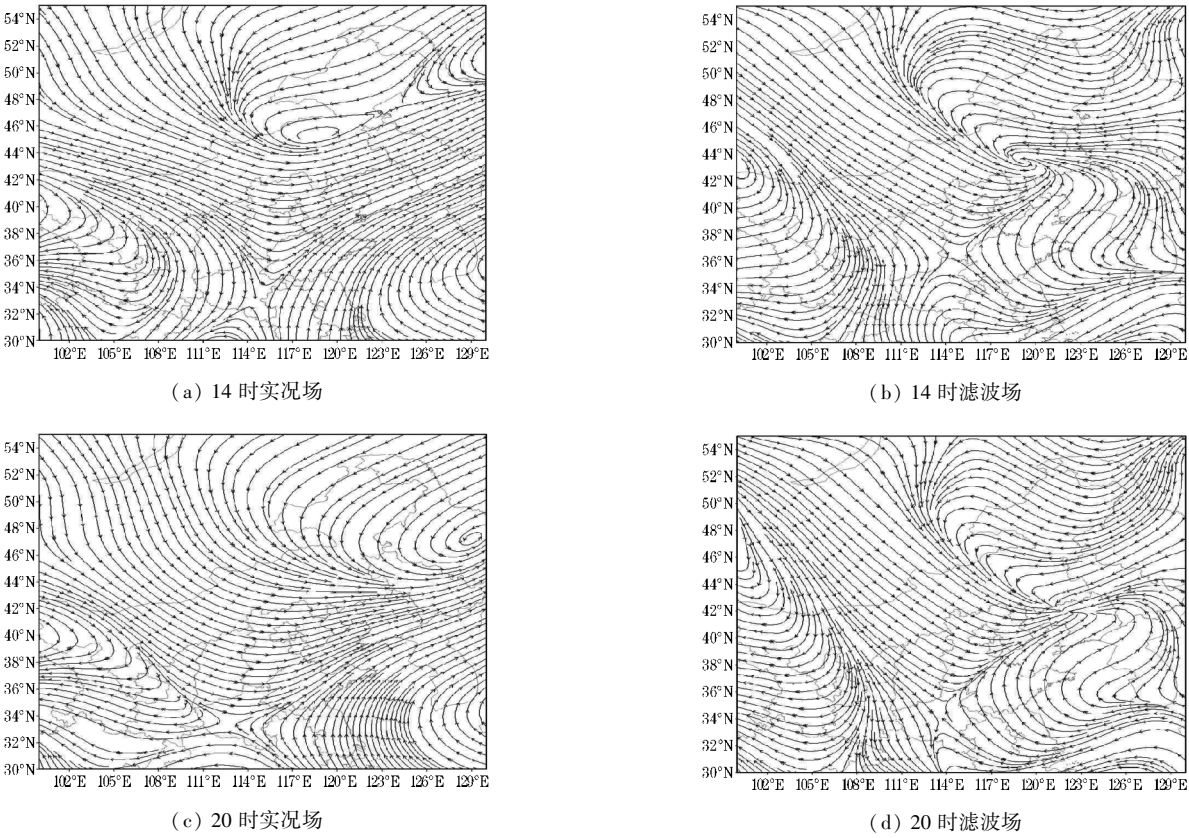 54°N
52°N
50°N
48°N
46°N
44°N
42°N
40°N
38°N
36°N
34°N
32°N
30°N
102°E 105°E 108°E 111°E 114°E 117°E 120°E 123°E 126°E 129°E
(a) 14 时实况场
54°N
52°N
50°N
48°N
46°N
44°N
42°N
40°N
38°N
36°N
34°N
32°N
30°N
102°E 105°E 108°E 111°E 114°E 117°E 120°E 123°E 126°E 129°E
(b) 14 时滤波场
54°N
52°N
50°N
48°N
46°N
44°N
42°N
40°N
38°N
36°N
34°N
32°N
30°N
102°E 105°E 108°E 111°E 114°E 117°E 120°E 123°E 126°E 129°E
(c) 20 时实况场
54°N
52°N
50°N
48°N
46°N
44°N
42°N
40°N
38°N
36°N
34°N
32°N
30°N
102°E 105°E 108°E 111°E 114°E 117°E 120°E 123°E 126°E 129°E
(d) 20 时滤波场